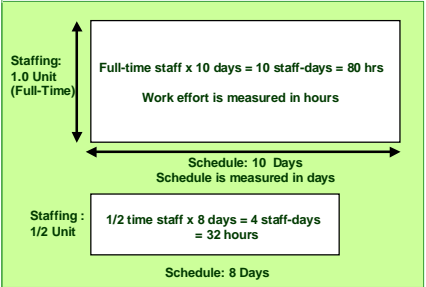 Staffing:
1.0 Unit
(Full-Time)
Full-time staff x 10 days = 10 staff-days = 80 hrs
Work effort is measured in hours
Schedule: 10 Days
Schedule is measured in days
Staffing :
1/2 Unit
1/2 time staff x 8 days = 4 staff-days
= 32 hours
Schedule: 8 Days